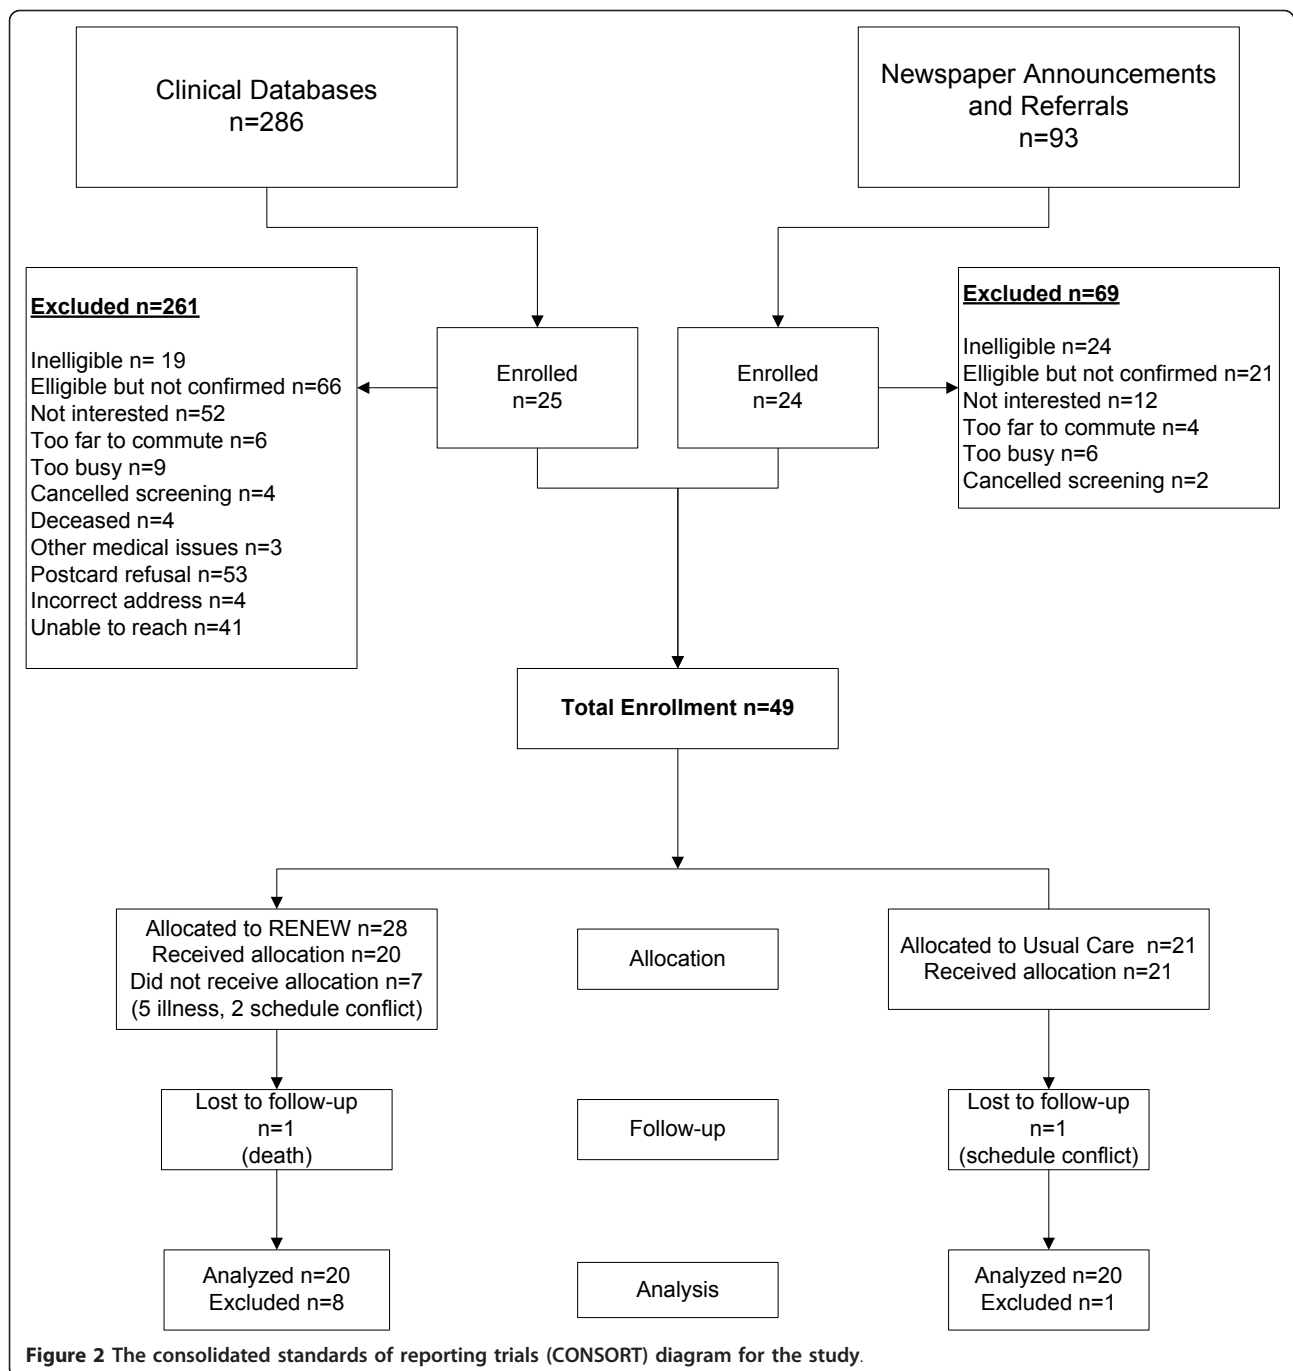 Clinical Databases
n=286
Newspaper Announcements
and Referrals
n=93
Excluded n=261
Inelligible n= 19
Elligible but not confirmed n=66
Not interested n=52
Too far to commute n=6
Too busy n=9
Cancelled screening n=4
Deceased n=4
Other medical issues n=3
Postcard refusal n=53
Incorrect address n=4
Unable to reach n=41
Enrolled
n=25
Enrolled
n=24
Excluded n=69
Inelligible n=24
Elligible but not confirmed n=21
Not interested n=12
Too far to commute n=4
Too busy n=6
Cancelled screening n=2
Total Enrollment n=49
Allocated to RENEW n=28
Received allocation n=20
Did not receive allocation n=7
(5 illness, 2 schedule conflict)
Allocation
Allocated to Usual Care n=21
Received allocation n=21
Lost to follow-up
n=1
(death)
Follow-up
Lost to follow-up
n=1
(schedule conflict)
Analyzed n=20
Excluded n=8
Analysis
Analyzed n=20
Excluded n=1
Figure 2 The consolidated standards of reporting trials (CONSORT) diagram for the study.